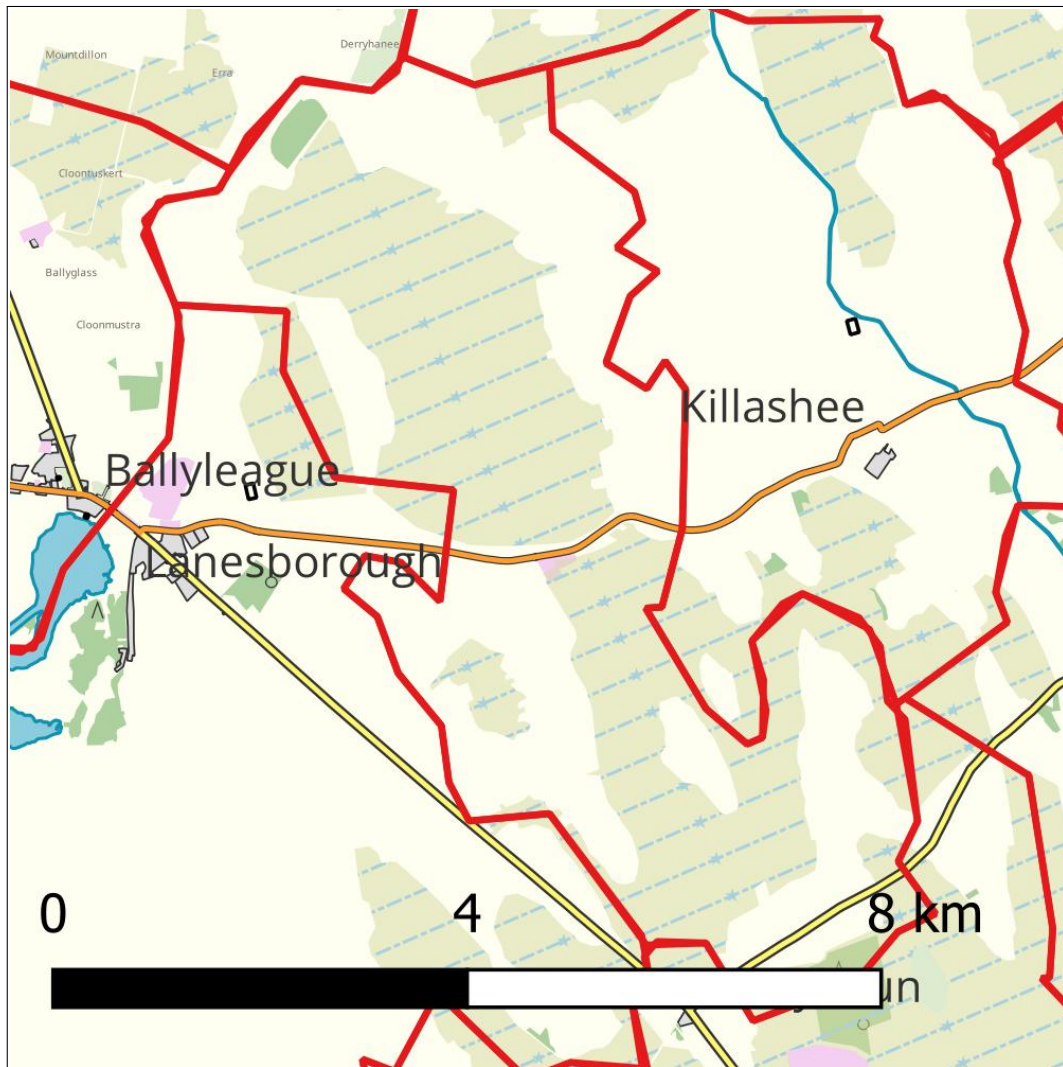 Derryhanee
Mountdillon
Erra
Cloontuskert
Ballyglass
Cloonmustra
Killashee
Ballyleague
Lanesborough
0 4 8 km